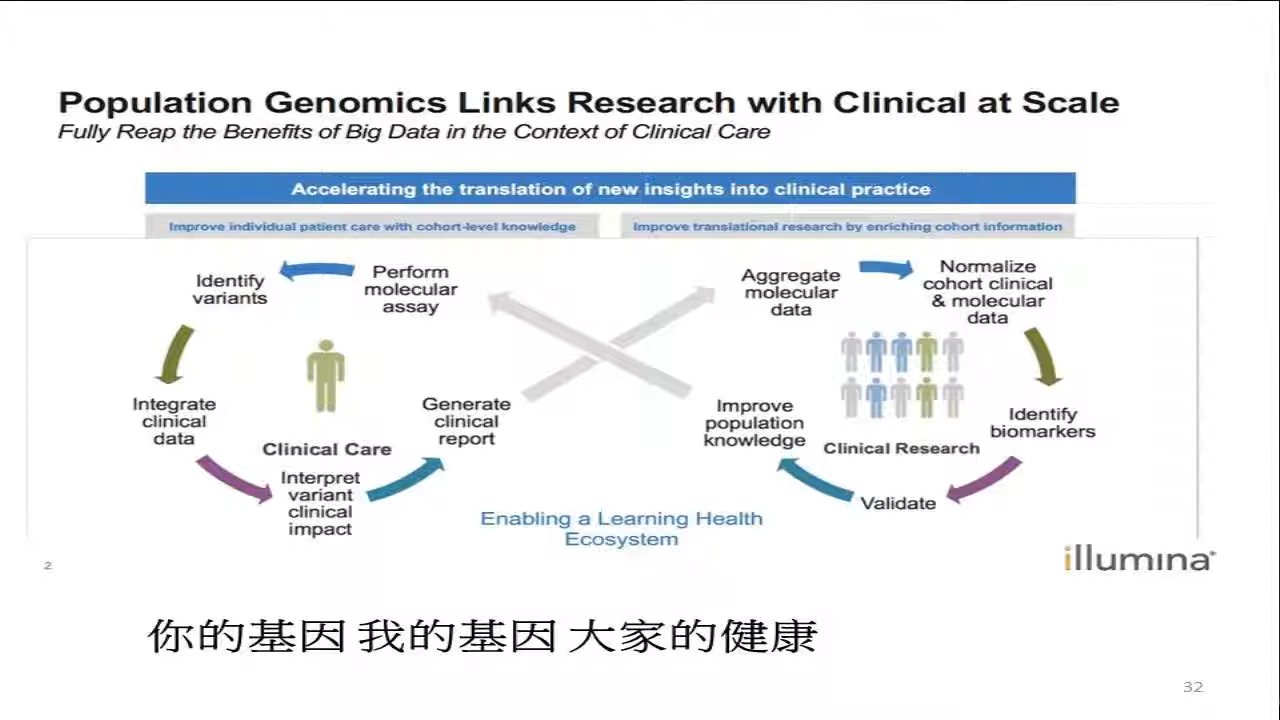 Population Genomics Links Research with Clinical at Scale
Fully Reap the Benefits of Big Data in the Context of Clinical Care
Accelerating the translation of new insights into clinical practice
Improve individual patient care with cohort-level knowledge
Improve translational research by enriching cohort information
Perform
molecular
assay
Identify
variants
Integrate
clinical
data
Interpret
variant
clinical
impact
Generate
clinical
report
Clinical Care
Aggregate
molecular
data
Normalize
cohort clinical
& molecular
data
Identify
biomarkers
Validate
Improve
population
knowledge
Clinical Research
Enabling a Learning Health
Ecosystem
2
illumina®
你的基因 我的基因 大家的健康
32